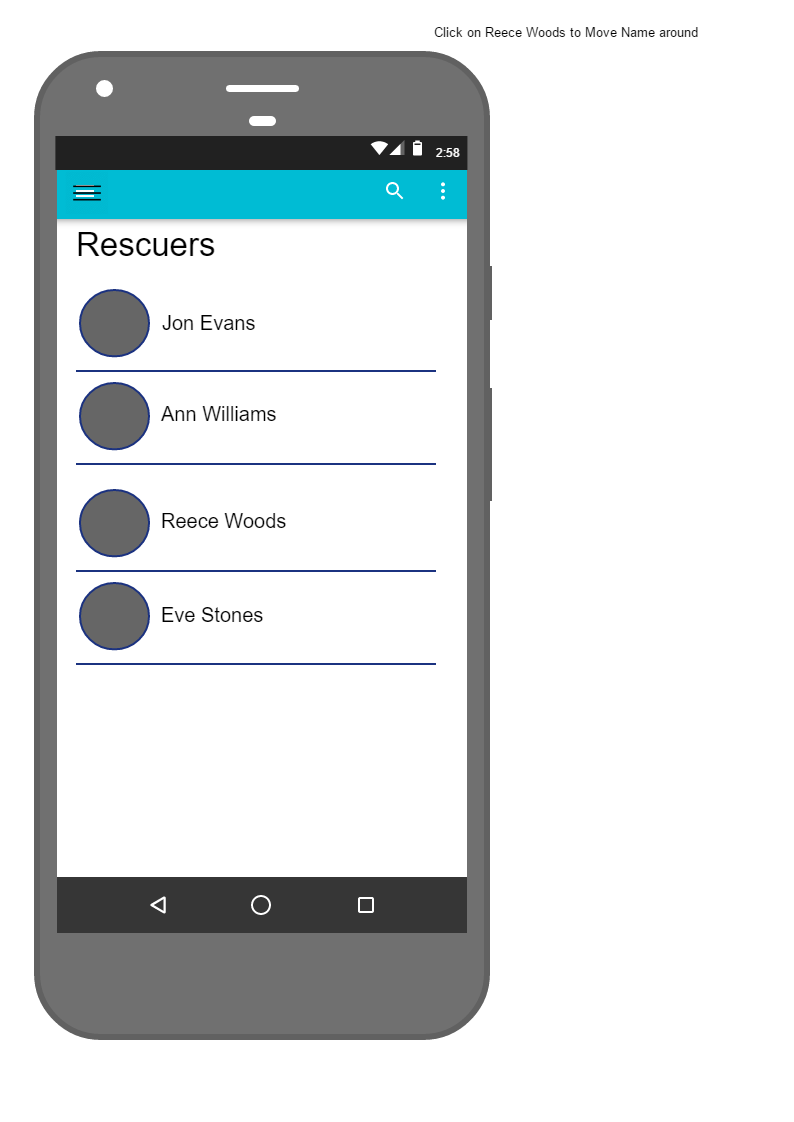 Click on Reece Woods to Move Name around
2:58
Rescuers
Jon Evans
Ann Williams
Reece Woods
Eve Stones